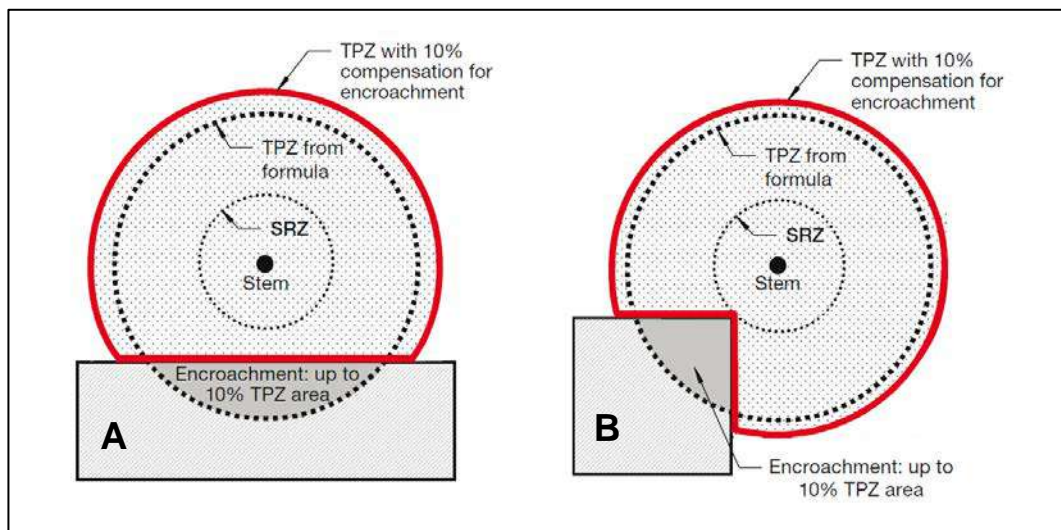 TPZ with 10%
compensation for
encroachment
TPZ from
formula
SRZ
Stem
Encroachment: up to
10% TPZ area
A
TPZ with 10%
compensation for
encroachment
TPZ from
formula
SRZ
Stem
B
Encroachment: up to
10% TPZ area